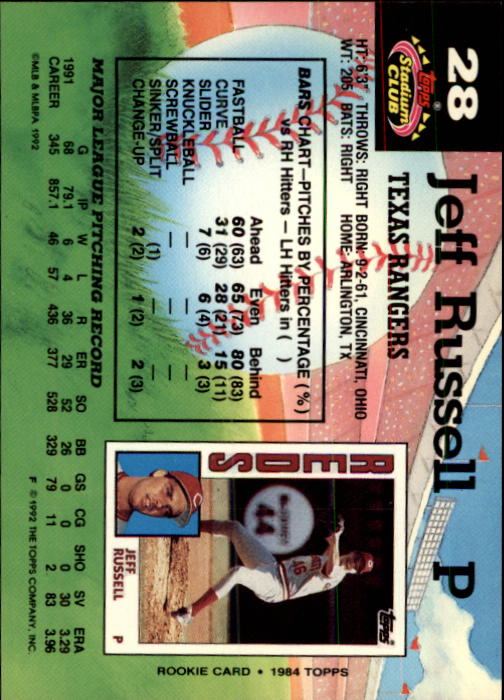 28
Topps
Stadium
CLUB
Jeff Russell P
TEXAS RANGERS
HT: 6'3" THROWS: RIGHT BORN: 9-2-61, CINCINNATI, OHIO
WT: 205 BATS: RIGHT HOME: ARLINGTON, TX
BARS CHART—PITCHES BY PERCENTAGE (%)
vs RH Hitters – LH Hitters in ( )
Ahead Even Behind
FASTBALL 60 (63) 65 (73) 80 (83)
CURVE 31 (29) 28 (21) 15 (11)
SLIDER 7 (6) 6 (4) 3 (3)
KNUCKLEBALL — — —
SCREWBALL — — —
SINKER/SPLIT (1) — —
CHANGE-UP 2 (2) 1 (2) 2 (3)
REDS
44
46
topps
JEFF
RUSSELL P
ROOKIE CARD • 1984 TOPPS
MAJOR LEAGUE PITCHING RECORD
G IP W L R ER SO BB GS CG SHO SV ERA
1991 68 79.1 6 4 36 29 52 26 0 0 0 30 3.29
CAREER 345 857.1 46 57 436 377 528 329 79 11 2 83 3.96
©MLB & MLBPA 1992 F ©1992 THE TOPPS COMPANY, INC.